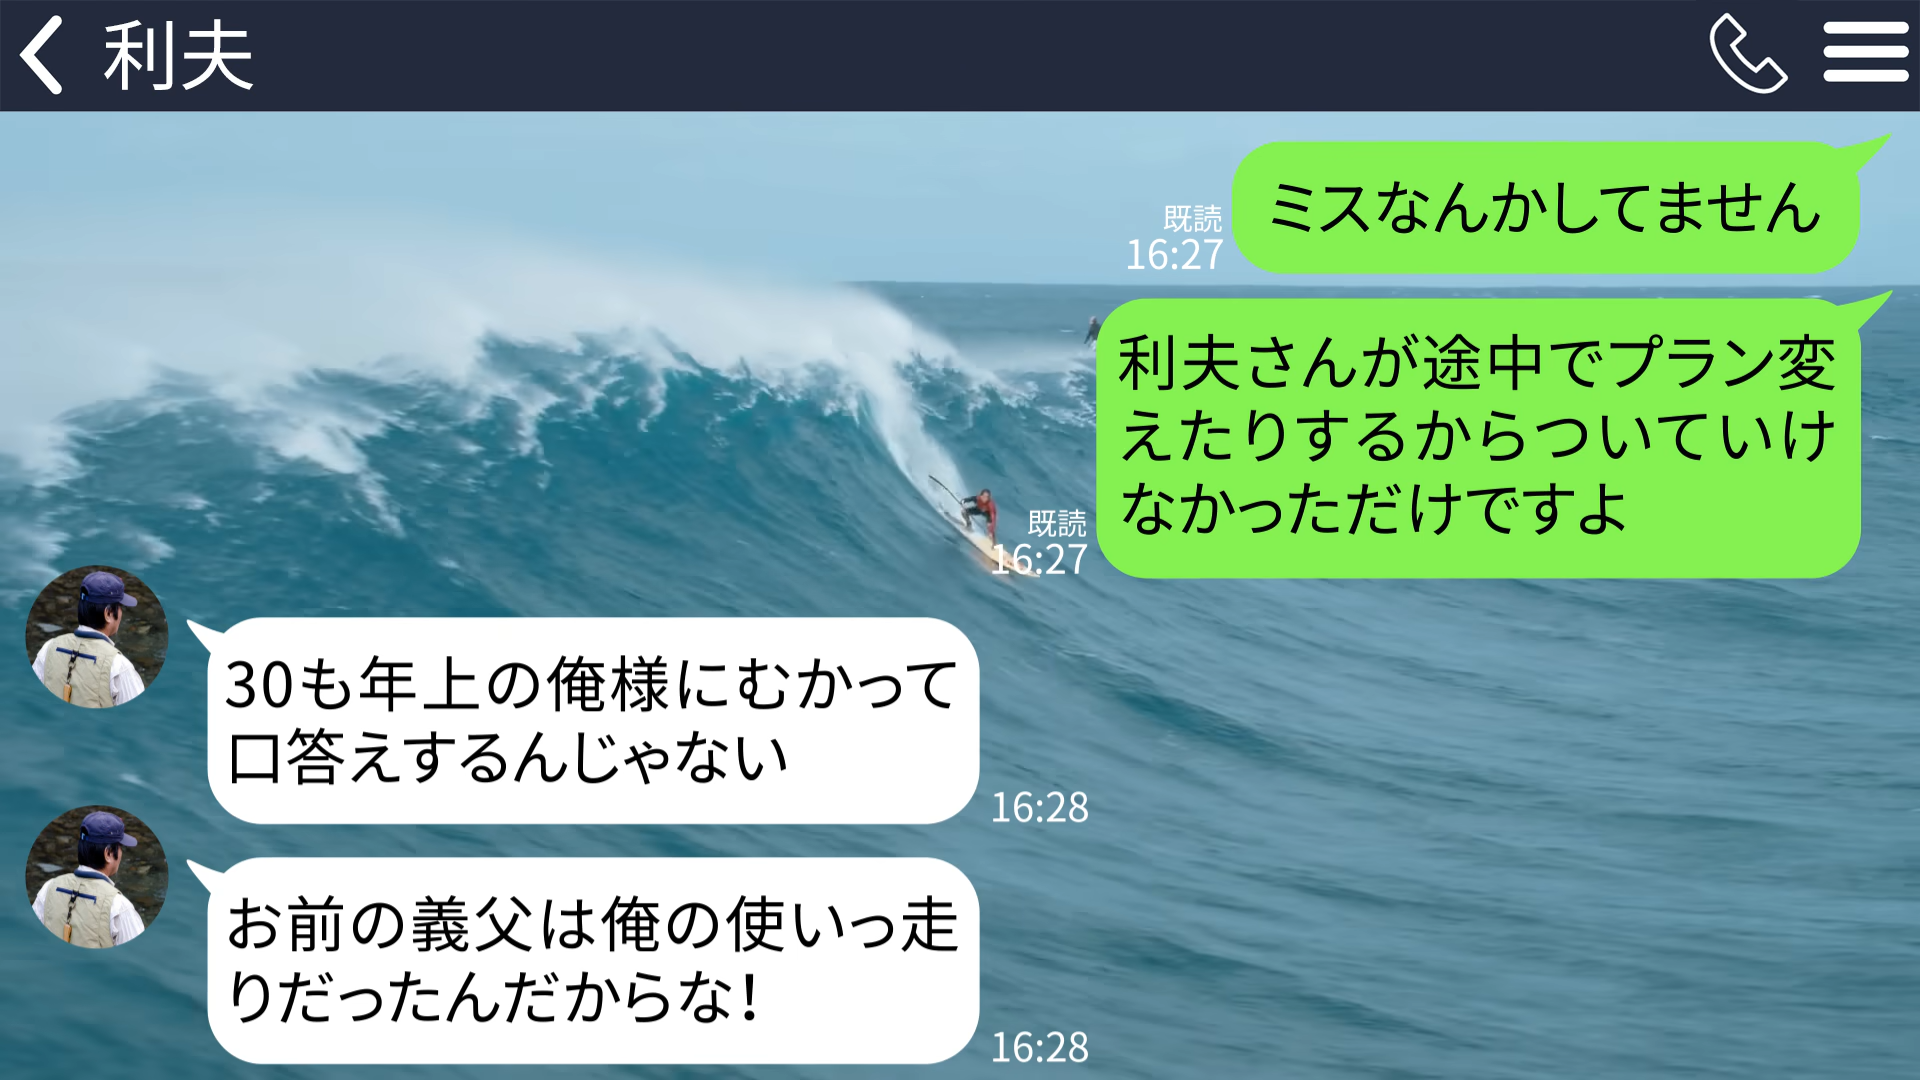 利夫
ミスなんかしてません
既読
16:27
利夫さんが途中でプラン変
えたりするからついていけ
なかっただけですよ
既読
16:27
30も年上の俺様にむかって
口答えするんじゃない
16:28
お前の義父は俺の使いっ走
りだったんだからな！
16:28